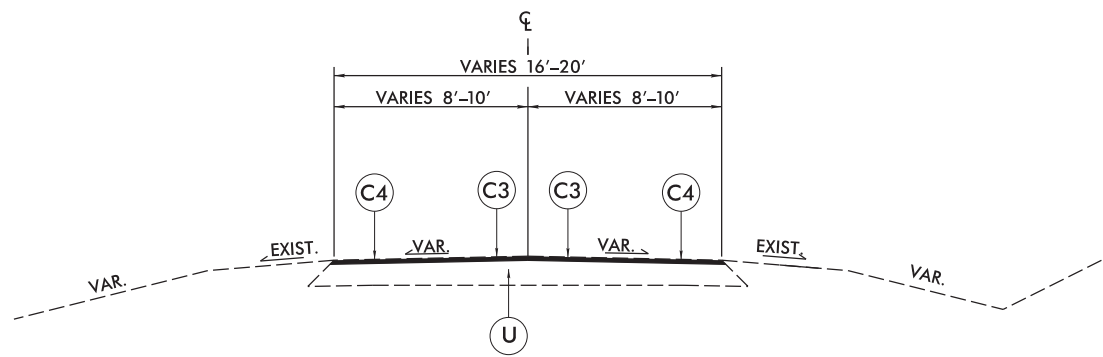 ℄
VARIES 16'–20'
VARIES 8'–10' VARIES 8'–10'
C4 C3 C3 C4
EXIST. VAR. VAR. EXIST.
VAR. VAR.
U